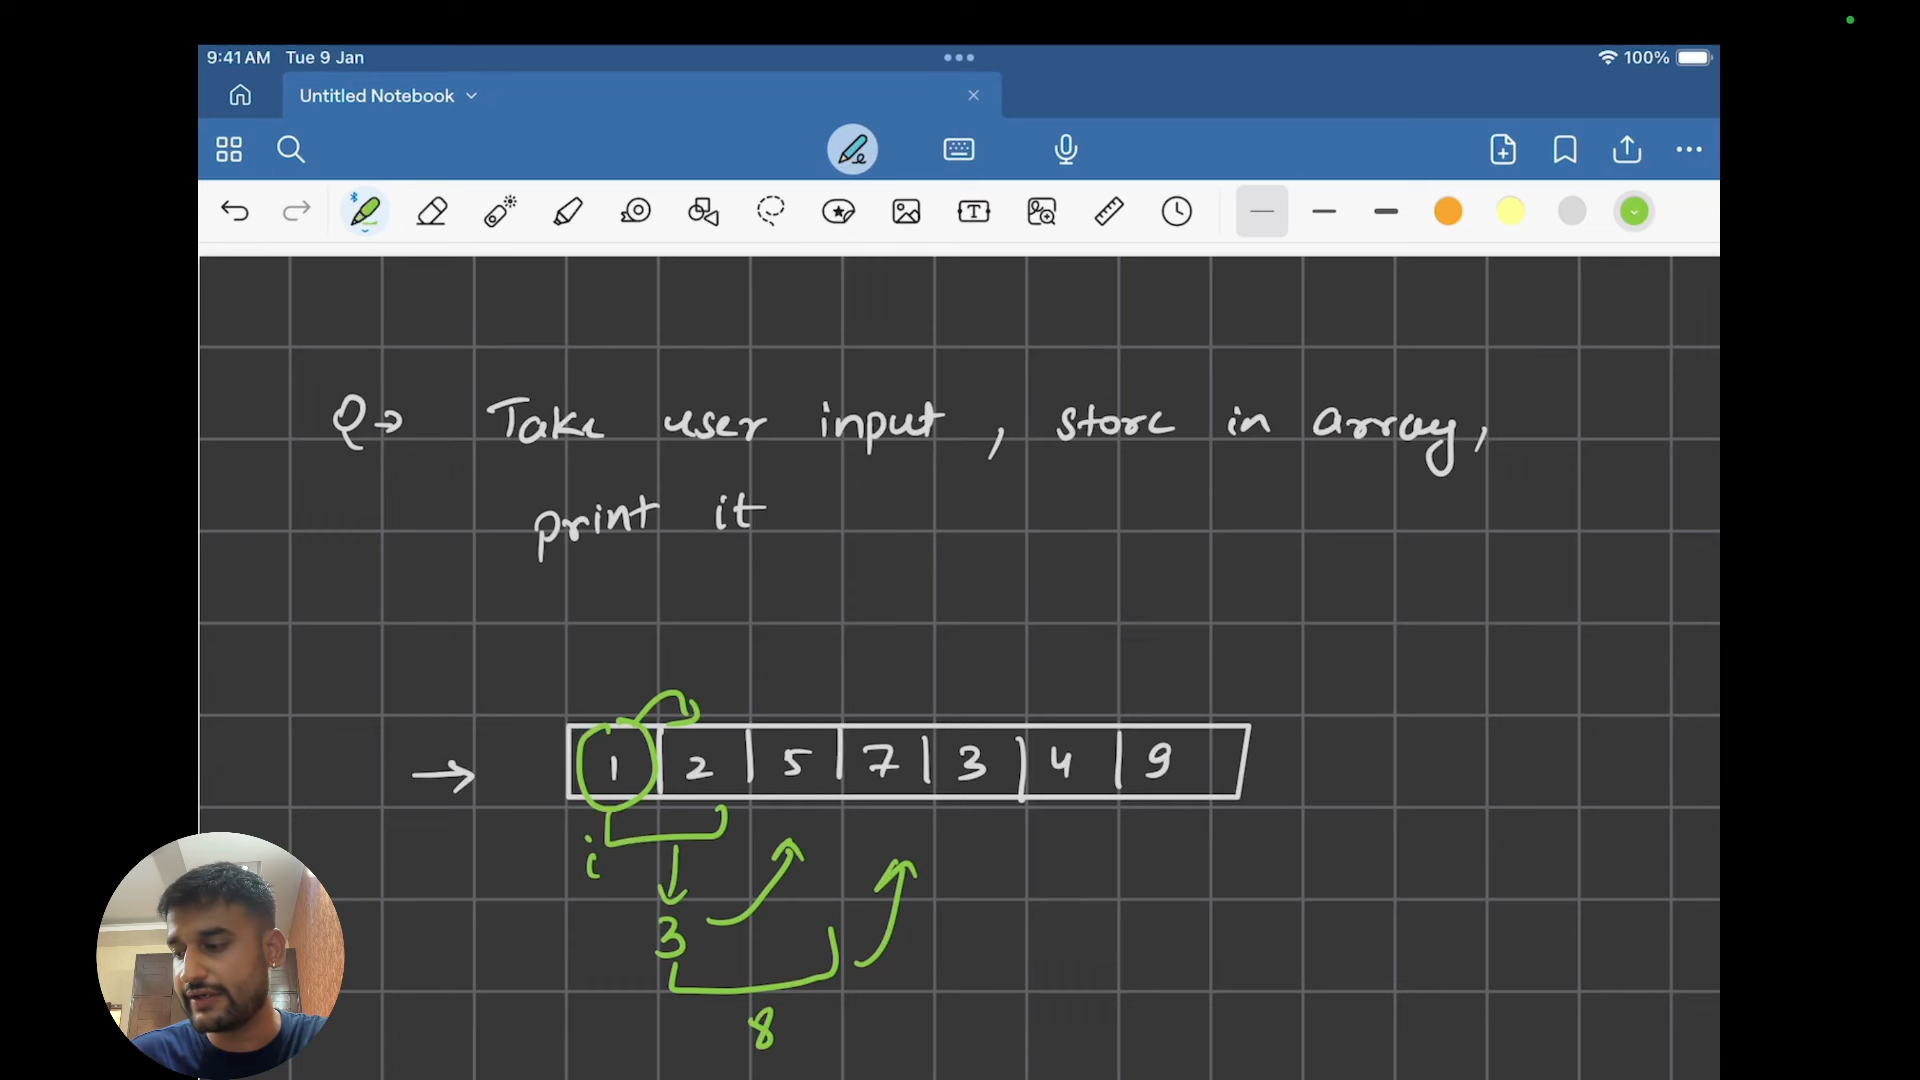 9:41 AM Tue 9 Jan 100%
Untitled Notebook
Q→ Take user input, store in array,
print it
→ 1 2 5 7 3 4 9
i
3
8